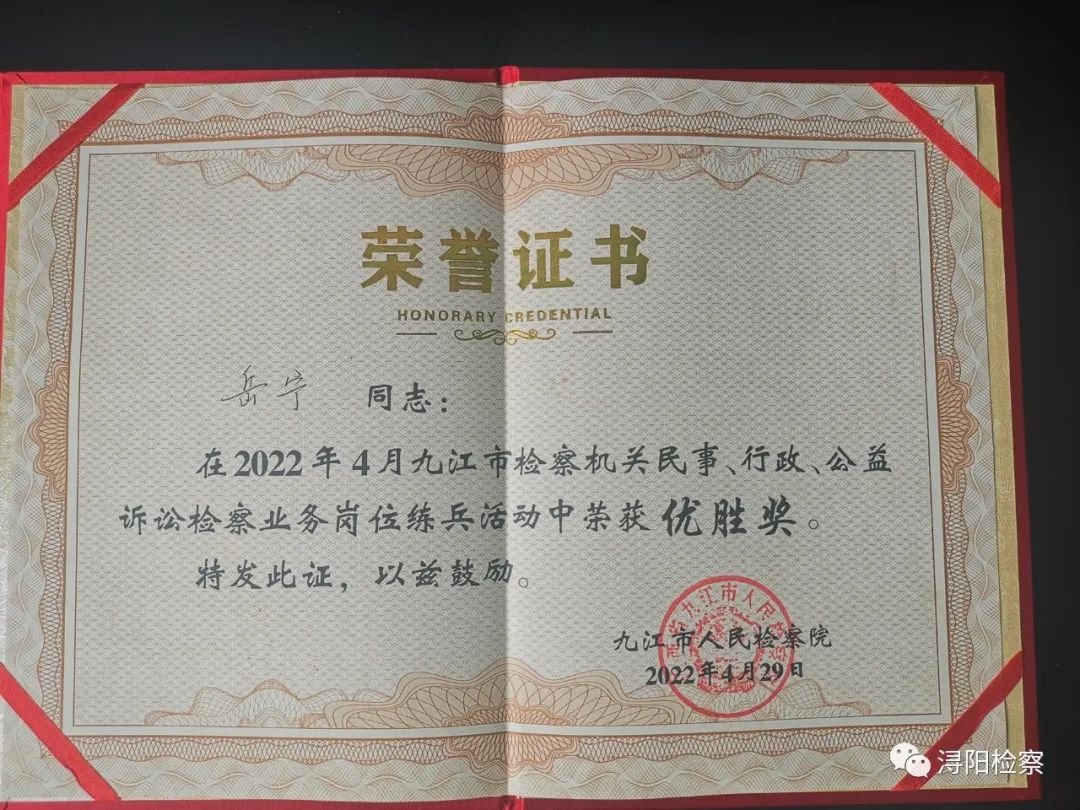 荣誉证书
HONORARY CREDENTIAL
岳宁 同志：
在2022年4月九江市检察机关民事、行政、公益
诉讼检察业务岗位练兵活动中荣获优胜奖。
特发此证，以兹鼓励。
九江市人民检察院
2022年4月29日
浔阳检察